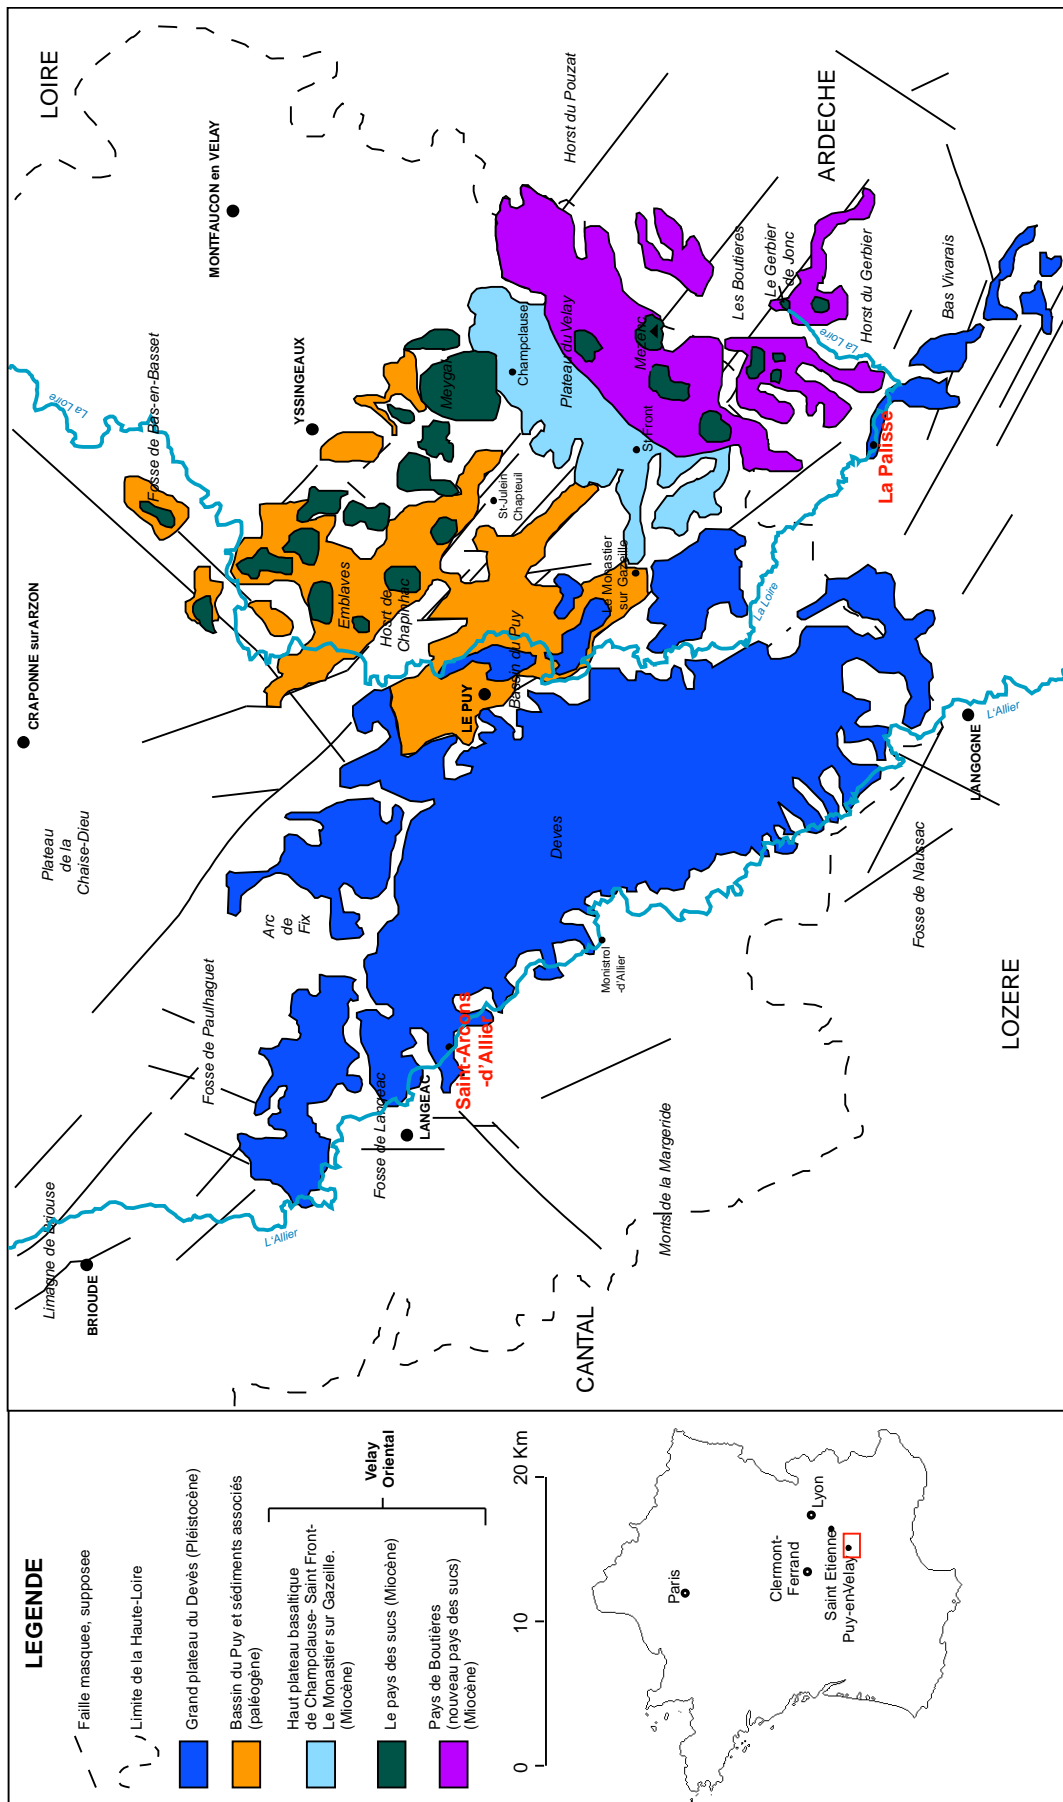 LEGENDE
Faille masquee, supposee
Limite de la Haute-Loire
Grand plateau du Devès (Pléistocène)
Bassin du Puy et sédiments associés
(paléogène)
Haut plateau basaltique
de Champclause- Saint Front-
Le Monastier sur Gazeille.
(Miocène)
Le pays des sucs (Miocène)
Pays de Boutières
(nouveau pays des sucs)
(Miocène)
Velay
Oriental
0
10
20 Km
Paris
Clermont-
Ferrand
Lyon
Saint Etienne
Puy-en-Velay
LOIRE
MONTFAUCON en VELAY
Horst du Pouzat
ARDECHE
Fosse de Bas-en-Basset
La Loire
YSSINGEAUX
Meygal
Champclause
Plateau du Velay
Mezenc
Les Boutieres
Le Gerbier
de Jonc
Horst du Gerbier
Bas Vivarais
La Loire
St-Front
La Palisse
St-Julein
Chapteuil
CRAPONNE sur ARZON
Emblaves
Hosrt de
Chapinhac
Le Monastier
sur Gazeille
La Loire
Bassin du Puy
LE PUY
Plateau
de la
Chaise-Dieu
Deves
LANGOGNE
L'Allier
Fosse de Naussac
Arc
de
Fix
Monistrol
-d'Allier
LOZERE
Fosse de Paulhaguet
Saint-Arcons
-d'Allier
LANGEAC
Fosse de Langeac
Monts de la Margeride
L'Allier
Limagne de Briouse
BRIOUDE
CANTAL